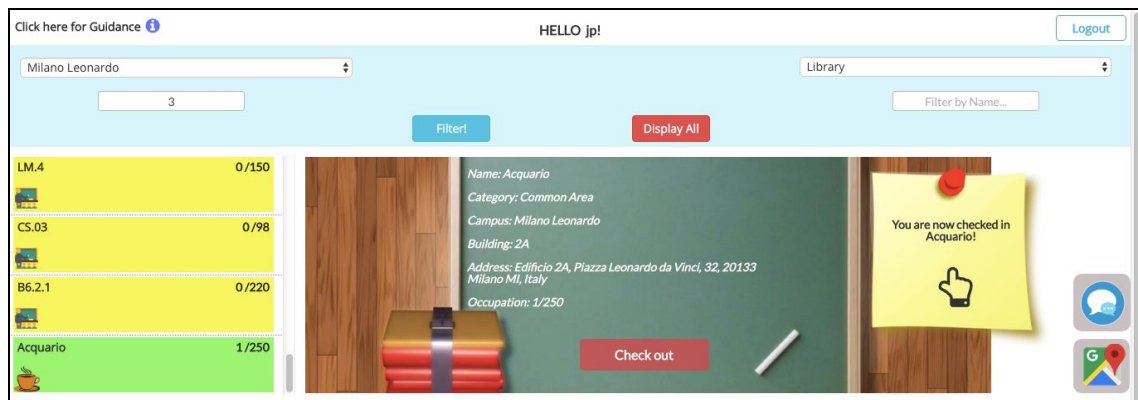 Click here for Guidance
HELLO jp!
Logout
Milano Leonardo
Library
3
Filter by Name...
Filter!
Display All
LM.4 0/150
CS.03 0/98
B6.2.1 0/220
Acquario 1/250
Name: Acquario
Category: Common Area
Campus: Milano Leonardo
Building: 2A
Address: Edificio 2A, Piazza Leonardo da Vinci, 32, 20133
Milano MI, Italy
Occupation: 1/250
Check out
You are now checked in
Acquario!
G